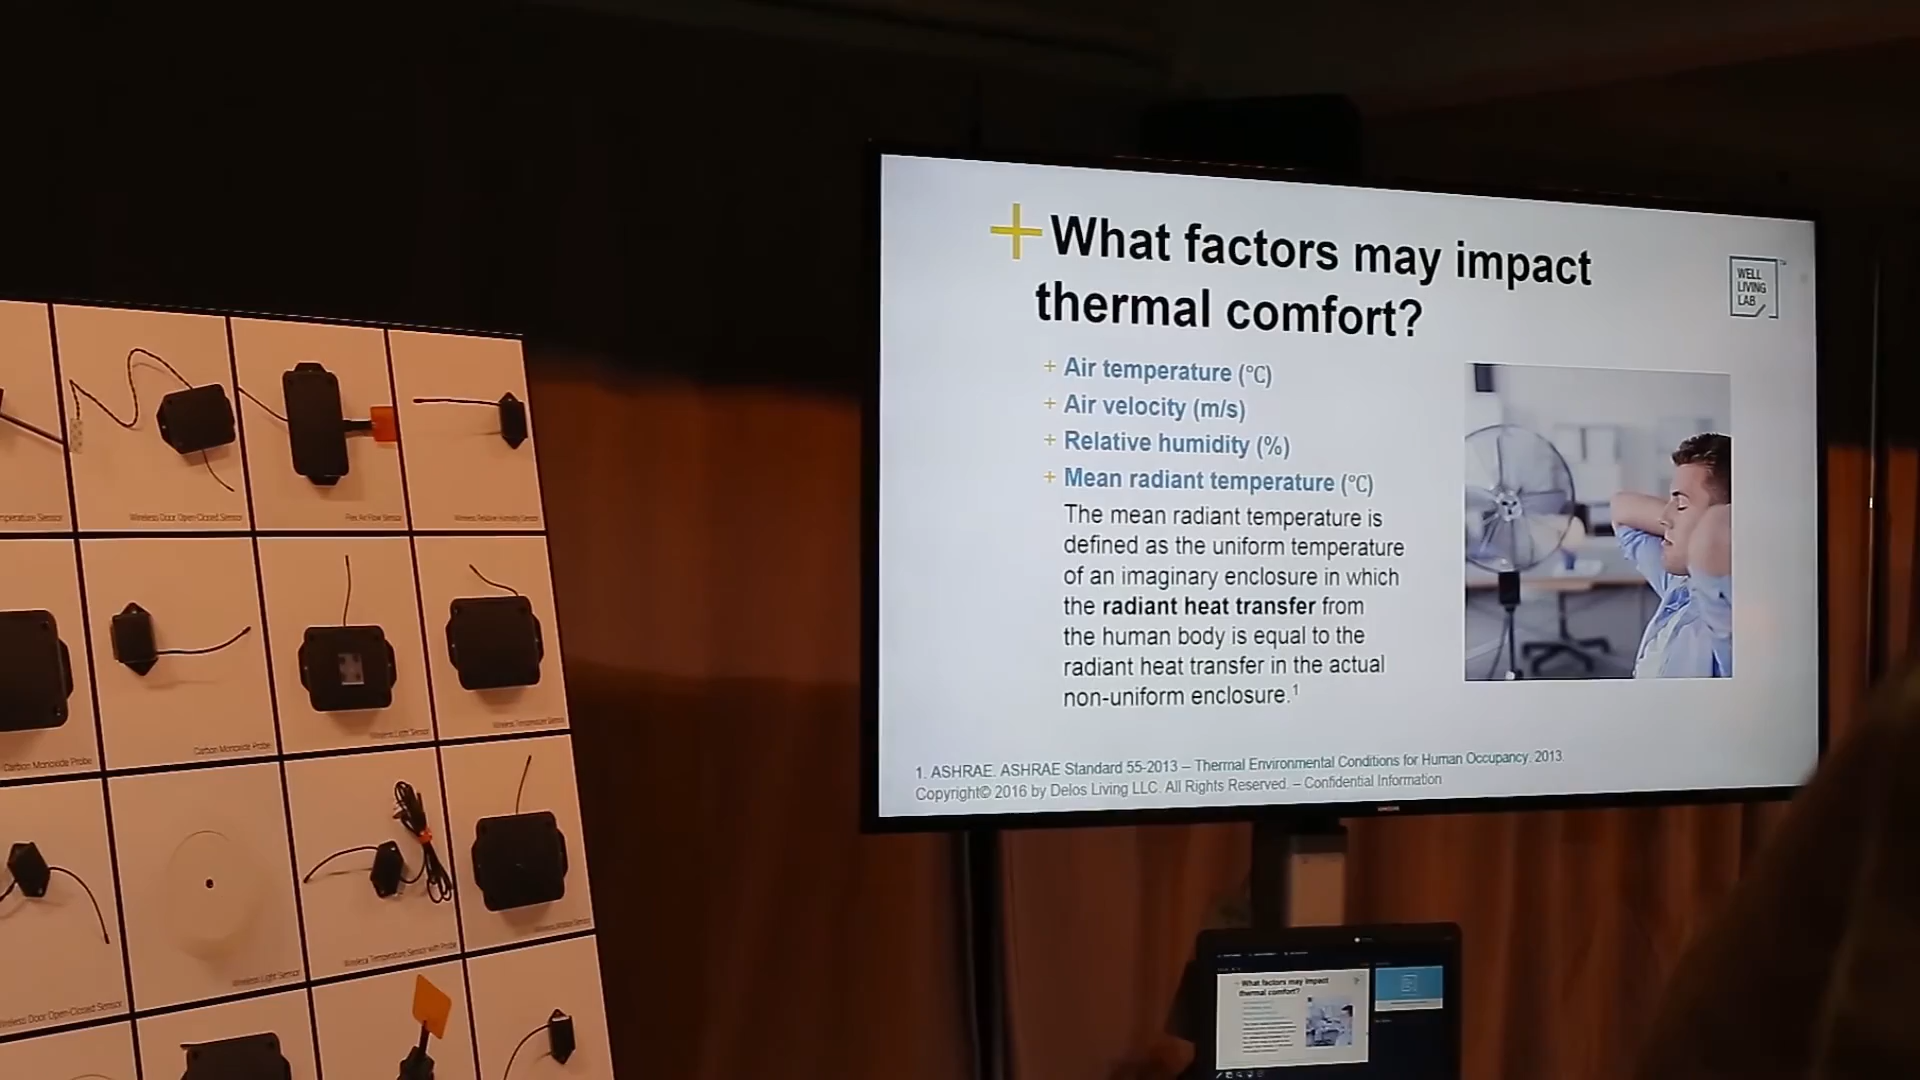 What factors may impact
thermal comfort?
WELL
LIVING
LAB
TM
+ Air temperature (°C)
+ Air velocity (m/s)
+ Relative humidity (%)
+ Mean radiant temperature (°C)
The mean radiant temperature is
defined as the uniform temperature
of an imaginary enclosure in which
the radiant heat transfer from
the human body is equal to the
radiant heat transfer in the actual
non-uniform enclosure.1
1. ASHRAE. ASHRAE Standard 55-2013 – Thermal Environmental Conditions for Human Occupancy. 2013.
Copyright© 2016 by Delos Living LLC. All Rights Reserved. – Confidential Information
SAMSUNG
Wireless Door Open-Closed Sensor
Flex Air Flow Sensor
Wireless Relative Humidity Sensor
Carbon Monoxide Probe
Carbon Monoxide Probe
Wireless Light Sensor
Wireless Temperature Sensor
Wireless Door Open-Closed Sensor
Wireless Light Sensor
Wireless Temperature Sensor with Probe
What factors may impact
thermal comfort?